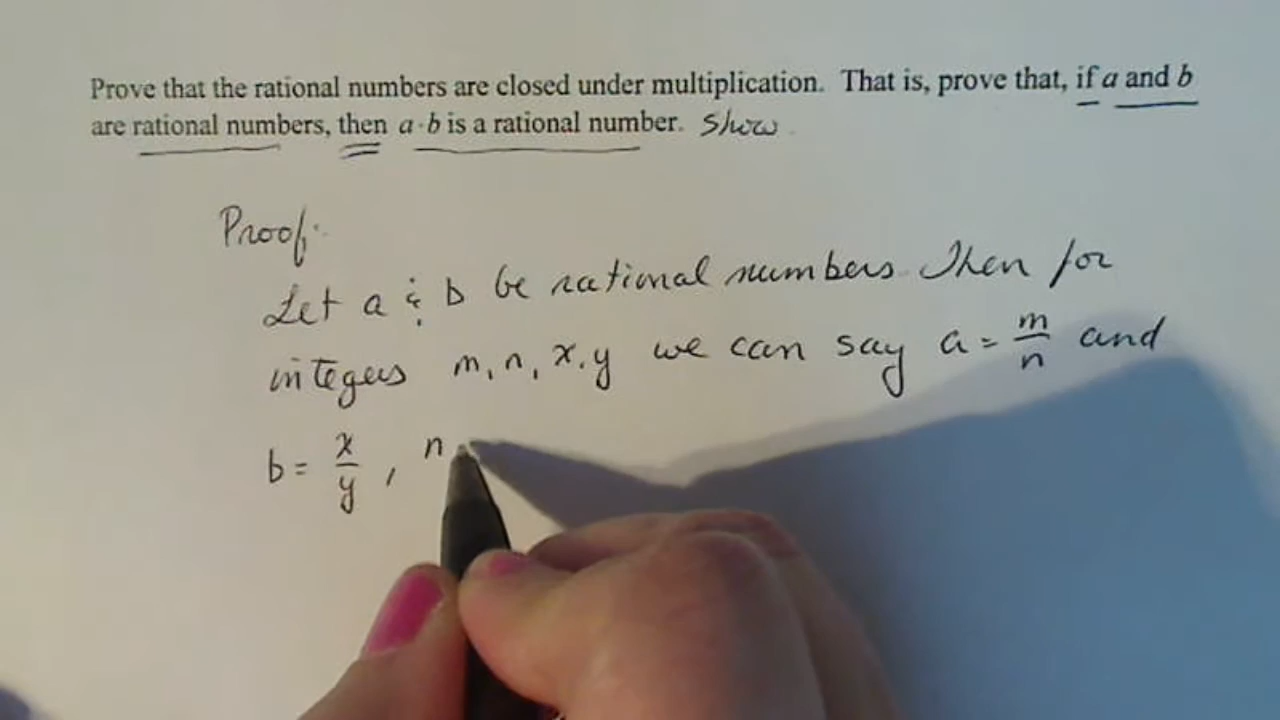 Prove that the rational numbers are closed under multiplication. That is, prove that, if a and b
are rational numbers, then a·b is a rational number. Show
Proof:
Let a & b be rational numbers. Then for
integers m, n, x, y we can say a = m/n and
b = x/y , n